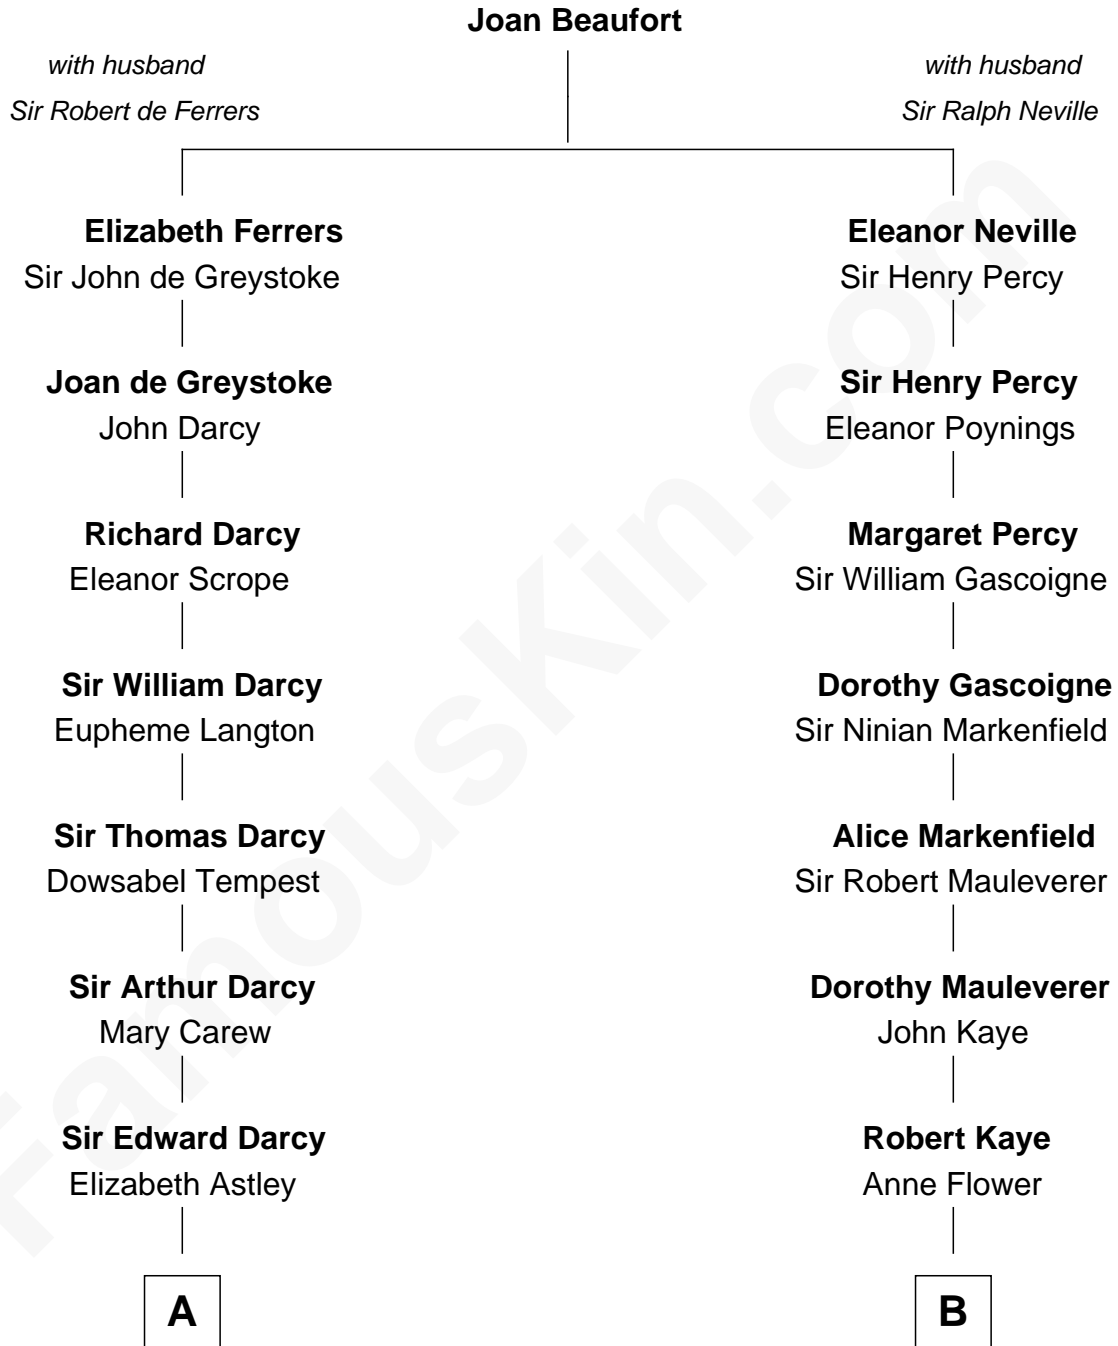 Joan Beaufort
with husband
Sir Robert de Ferrers
with husband
Sir Ralph Neville
Elizabeth Ferrers
Sir John de Greystoke
Joan de Greystoke
John Darcy
Richard Darcy
Eleanor Scrope
Sir William Darcy
Eupheme Langton
Sir Thomas Darcy
Dowsabel Tempest
Sir Arthur Darcy
Mary Carew
Sir Edward Darcy
Elizabeth Astley
A
Eleanor Neville
Sir Henry Percy
Sir Henry Percy
Eleanor Poynings
Margaret Percy
Sir William Gascoigne
Dorothy Gascoigne
Sir Ninian Markenfield
Alice Markenfield
Sir Robert Mauleverer
Dorothy Mauleverer
John Kaye
Robert Kaye
Anne Flower
B
FamousKin.com